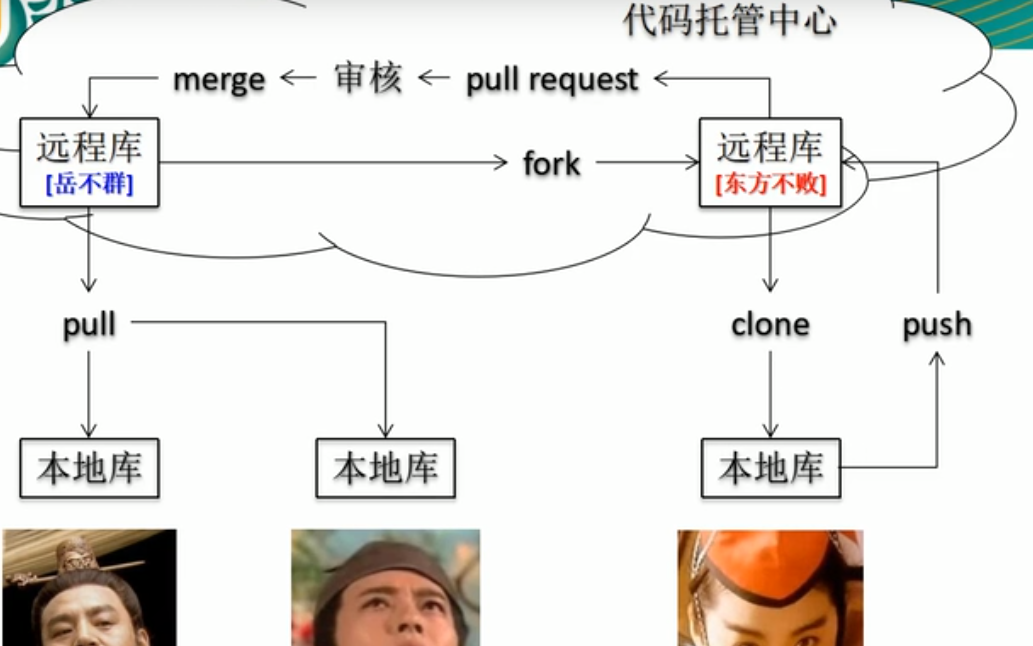 代码托管中心
merge
审核
pull request
远程库
[岳不群]
fork
远程库
[东方不败]
pull
clone
push
本地库
本地库
本地库